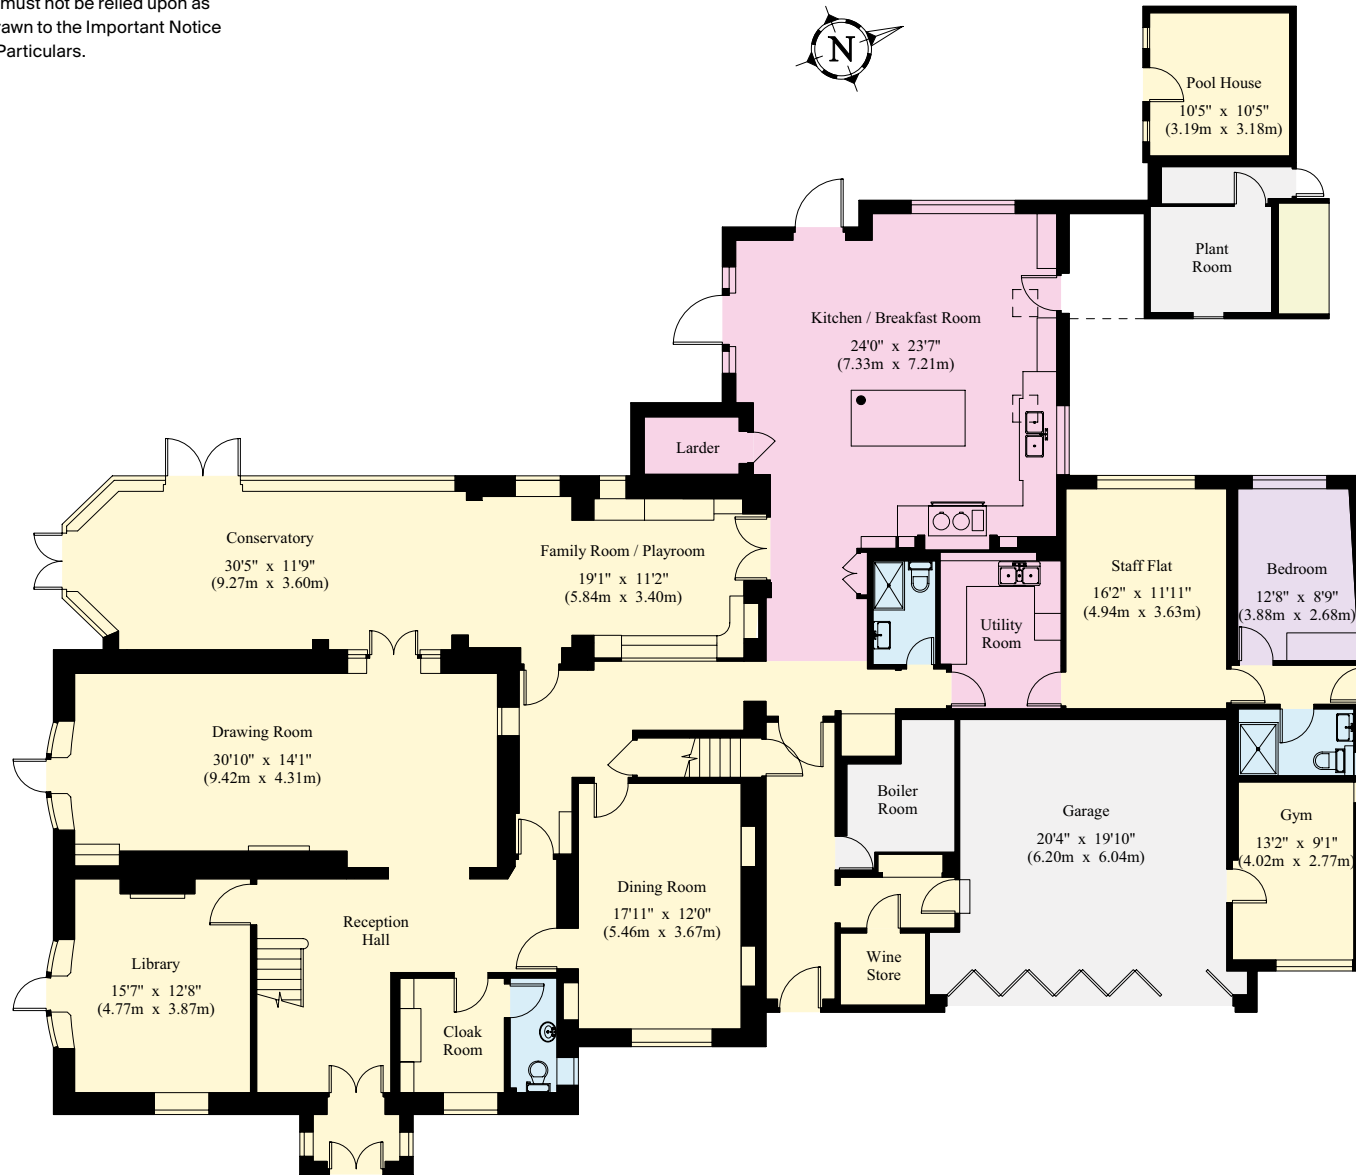 must not be relied upon as
rawn to the Important Notice
Particulars.
N
Pool House
10'5" x 10'5"
(3.19m x 3.18m)
Plant
Room
Kitchen / Breakfast Room
24'0" x 23'7"
(7.33m x 7.21m)
Larder
Conservatory
30'5" x 11'9"
(9.27m x 3.60m)
Family Room / Playroom
19'1" x 11'2"
(5.84m x 3.40m)
Staff Flat
16'2" x 11'11"
(4.94m x 3.63m)
Bedroom
12'8" x 8'9"
(3.88m x 2.68m)
Utility
Room
Drawing Room
30'10" x 14'1"
(9.42m x 4.31m)
Boiler
Room
Garage
20'4" x 19'10"
(6.20m x 6.04m)
Gym
13'2" x 9'1"
(4.02m x 2.77m)
Dining Room
17'11" x 12'0"
(5.46m x 3.67m)
Reception
Hall
Library
15'7" x 12'8"
(4.77m x 3.87m)
Wine
Store
Cloak
Room